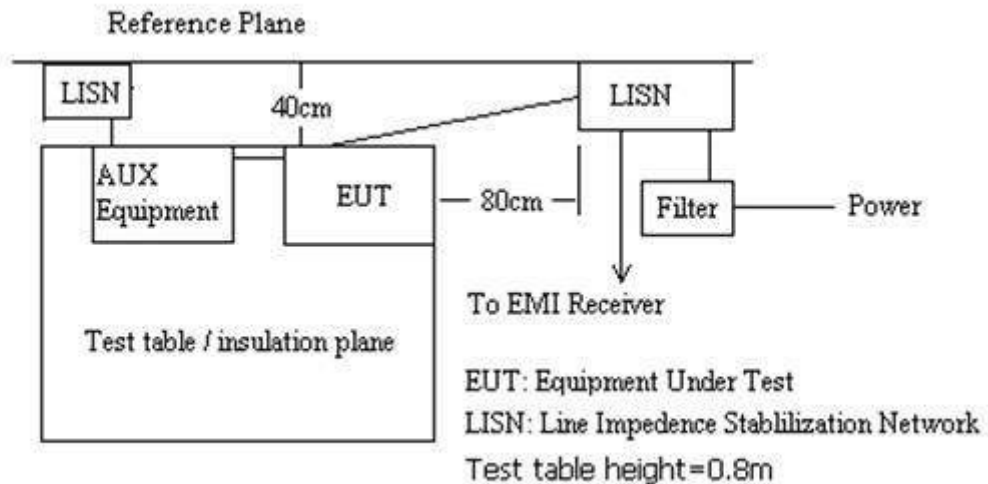 Reference Plane
LISN
40cm
LISN
AUX
Equipment
EUT
80cm
Filter
Power
To EMI Receiver
Test table / insulation plane
EUT: Equipment Under Test
LISN: Line Impedence Stablilization Network
Test table height=0.8m